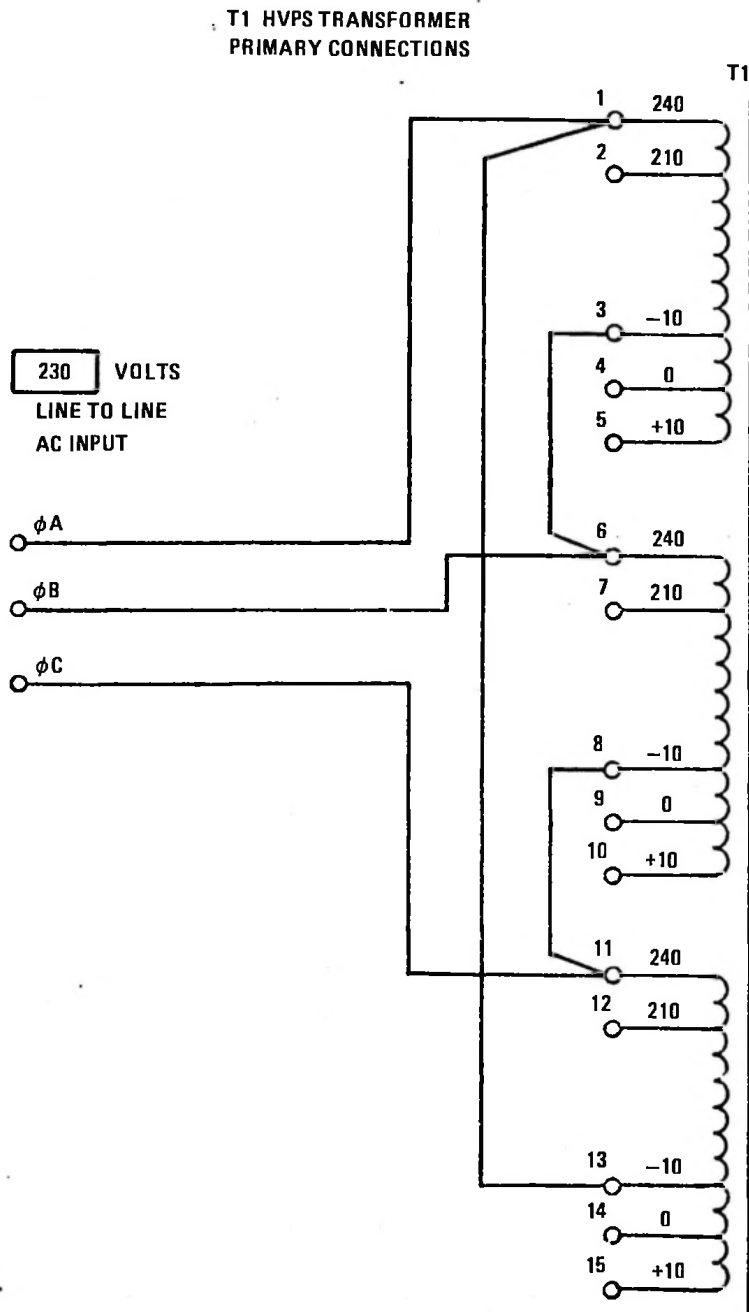 T1 HVPS TRANSFORMER
PRIMARY CONNECTIONS
T1
1 240
2 210
3 −10
4 0
5 +10
230 VOLTS
LINE TO LINE
AC INPUT
ϕA
ϕB
ϕC
6 240
7 210
8 −10
9 0
10 +10
11 240
12 210
13 −10
14 0
15 +10